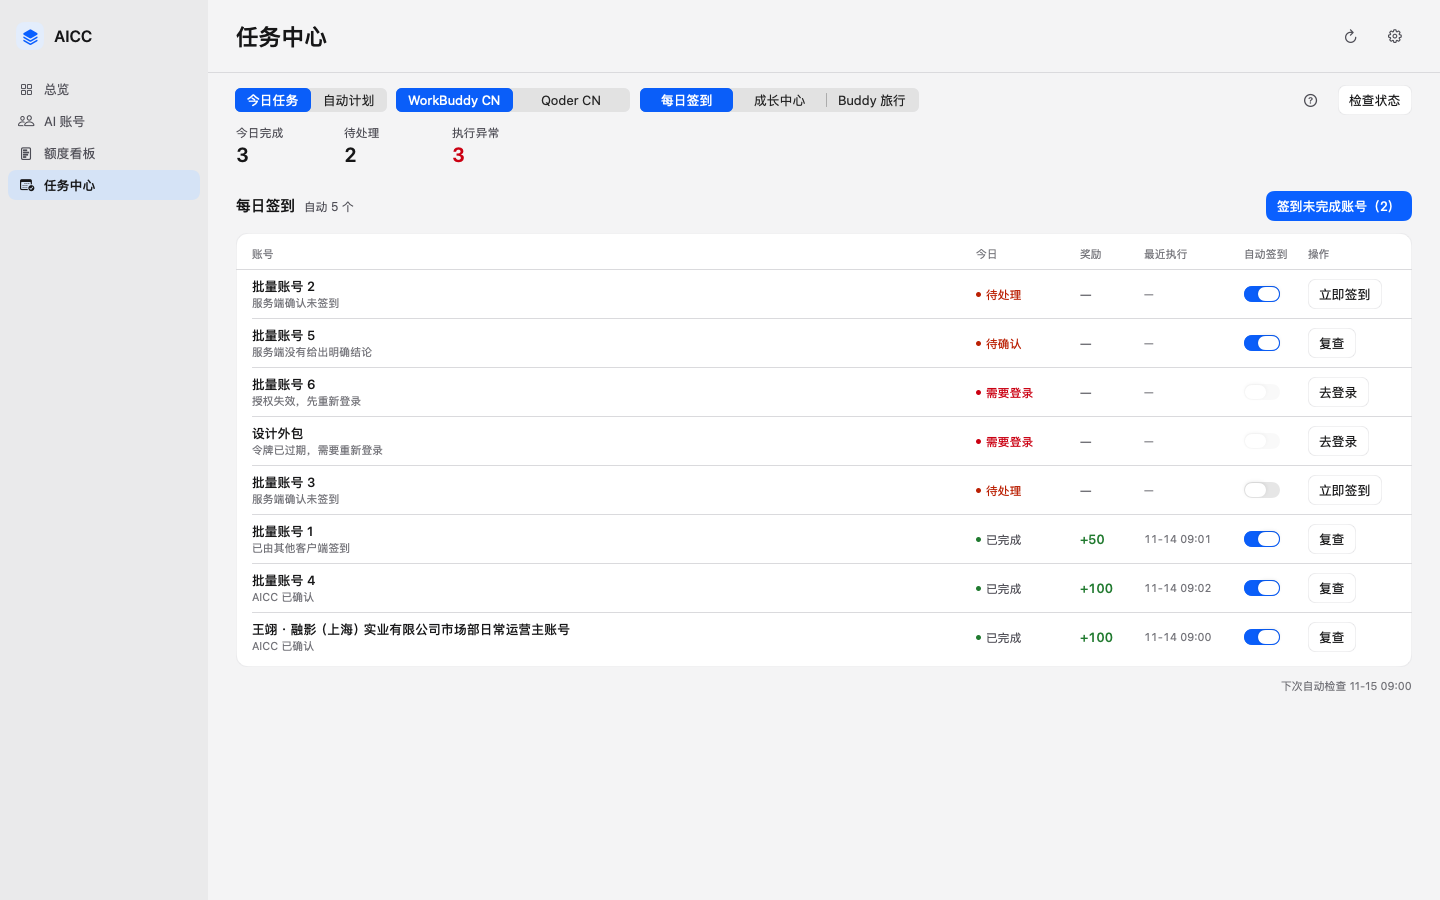 AICC
总览
AI 账号
额度看板
任务中心
任务中心
今日任务 自动计划 WorkBuddy CN Qoder CN 每日签到 成长中心 Buddy 旅行 检查状态
今日完成 待处理 执行异常
3 2 3
每日签到 自动 5 个 签到未完成账号（2）
账号 今日 奖励 最近执行 自动签到 操作
批量账号 2
服务端确认未签到
待处理 — — 立即签到
批量账号 5
服务端没有给出明确结论
待确认 — — 复查
批量账号 6
授权失效，先重新登录
需要登录 — — 去登录
设计外包
令牌已过期，需要重新登录
需要登录 — — 去登录
批量账号 3
服务端确认未签到
待处理 — — 立即签到
批量账号 1
已由其他客户端签到
已完成 +50 11-14 09:01 复查
批量账号 4
AICC 已确认
已完成 +100 11-14 09:02 复查
王翊 · 融影（上海）实业有限公司市场部日常运营主账号
AICC 已确认
已完成 +100 11-14 09:00 复查
下次自动检查 11-15 09:00